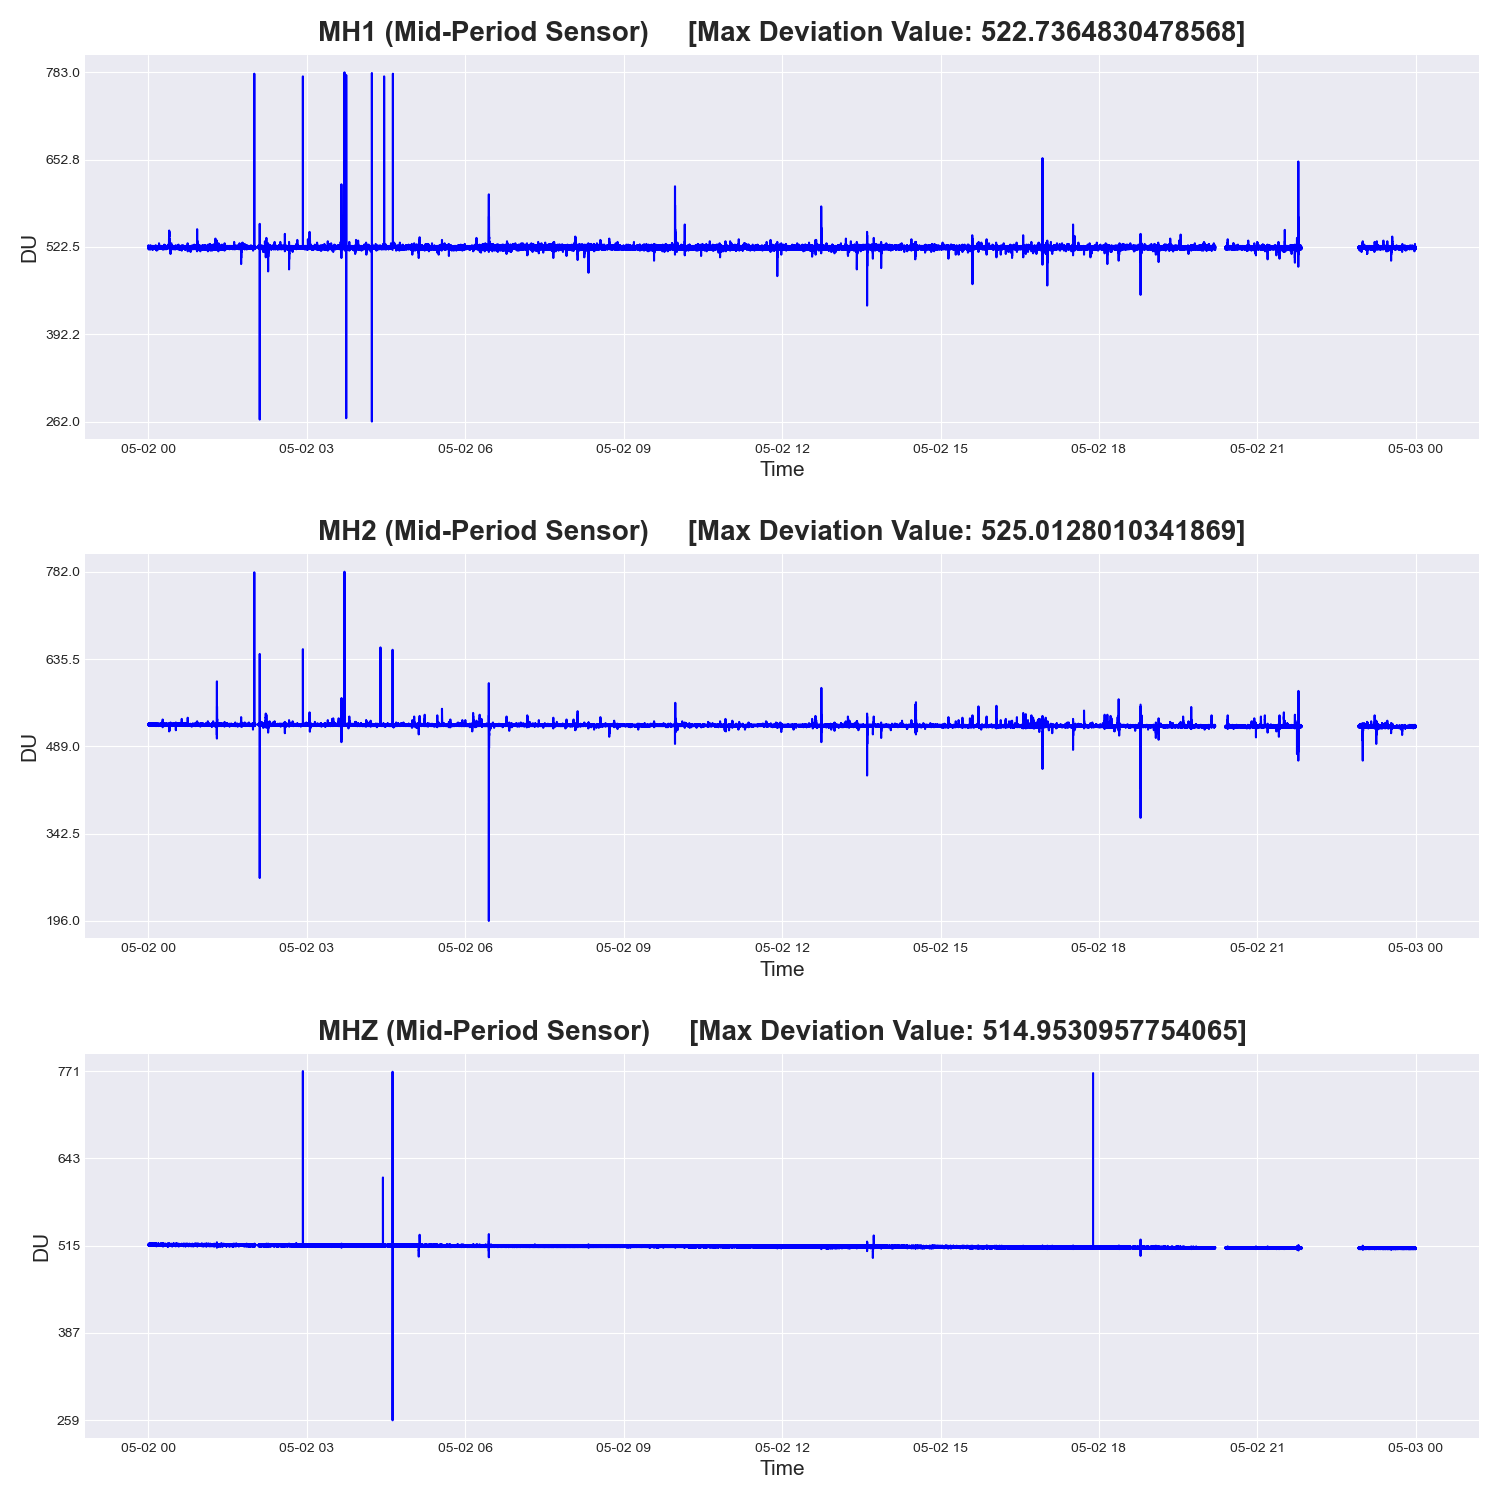 MH1 (Mid-Period Sensor) [Max Deviation Value: 522.7364830478568]
783.0
652.8
522.5
392.2
262.0
DU
05-02 00 05-02 03 05-02 06 05-02 09 05-02 12 05-02 15 05-02 18 05-02 21 05-03 00
Time
MH2 (Mid-Period Sensor) [Max Deviation Value: 525.0128010341869]
782.0
635.5
489.0
342.5
196.0
DU
05-02 00 05-02 03 05-02 06 05-02 09 05-02 12 05-02 15 05-02 18 05-02 21 05-03 00
Time
MHZ (Mid-Period Sensor) [Max Deviation Value: 514.9530957754065]
771
643
515
387
259
DU
05-02 00 05-02 03 05-02 06 05-02 09 05-02 12 05-02 15 05-02 18 05-02 21 05-03 00
Time